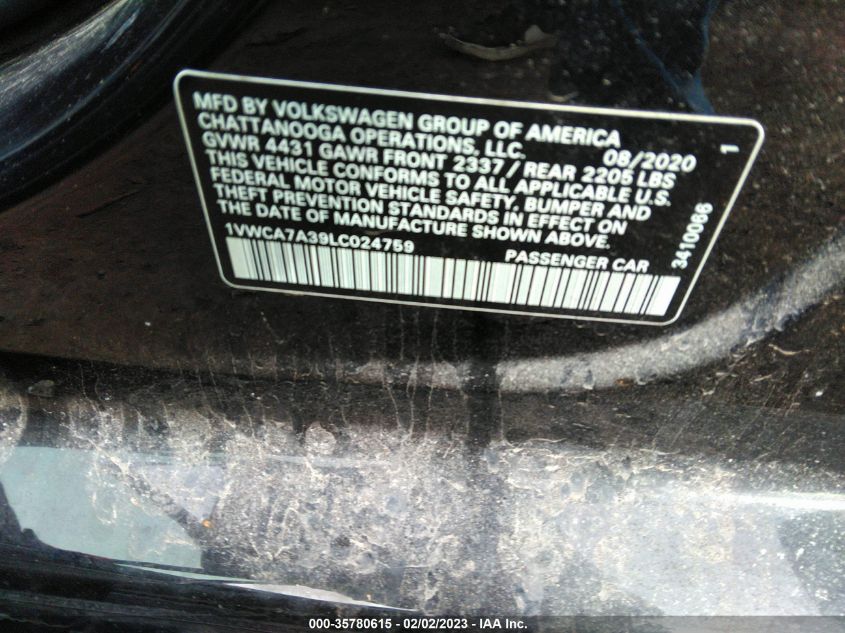 MFD BY VOLKSWAGEN GROUP OF AMERICA
CHATTANOOGA OPERATIONS, LLC. 08/2020 1
GVWR 4431 GAWR FRONT 2337 / REAR 2205 LBS
THIS VEHICLE CONFORMS TO ALL APPLICABLE U.S.
FEDERAL MOTOR VEHICLE SAFETY, BUMPER AND
THEFT PREVENTION STANDARDS IN EFFECT ON
THE DATE OF MANUFACTURE SHOWN ABOVE.
1VWCA7A39LC024759 PASSENGER CAR
3410066
000-35780615 - 02/02/2023 - IAA Inc.